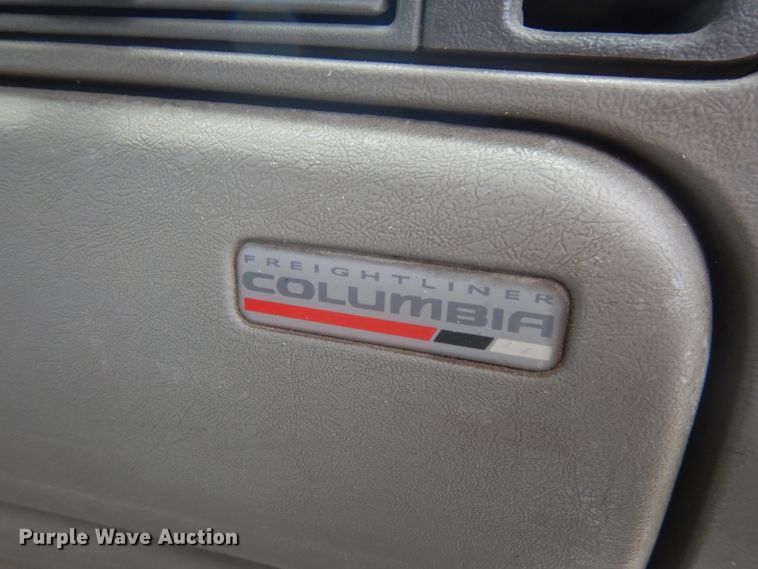 FREIGHTLINER
COLUMBIA
Purple Wave Auction